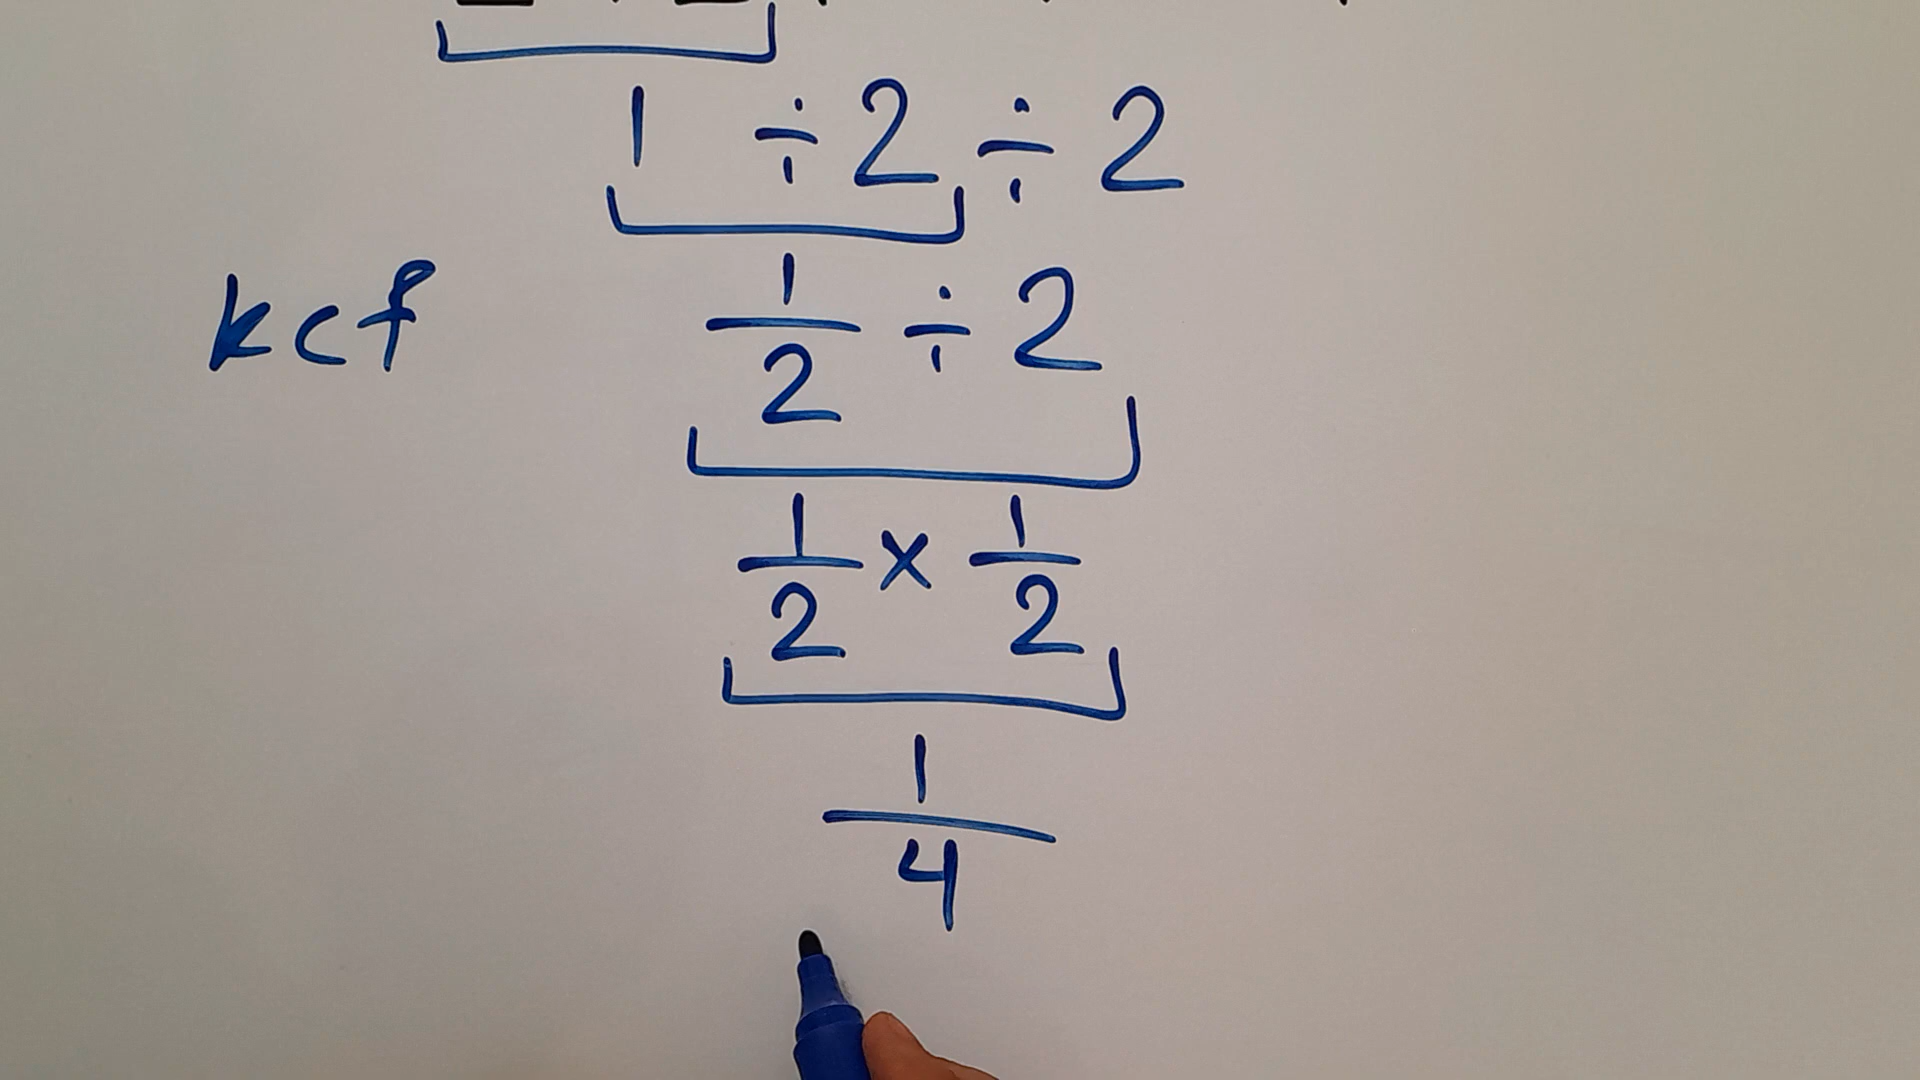 1 ÷ 2 ÷ 2
kcf 1/2 ÷ 2
1/2 × 1/2
1/4